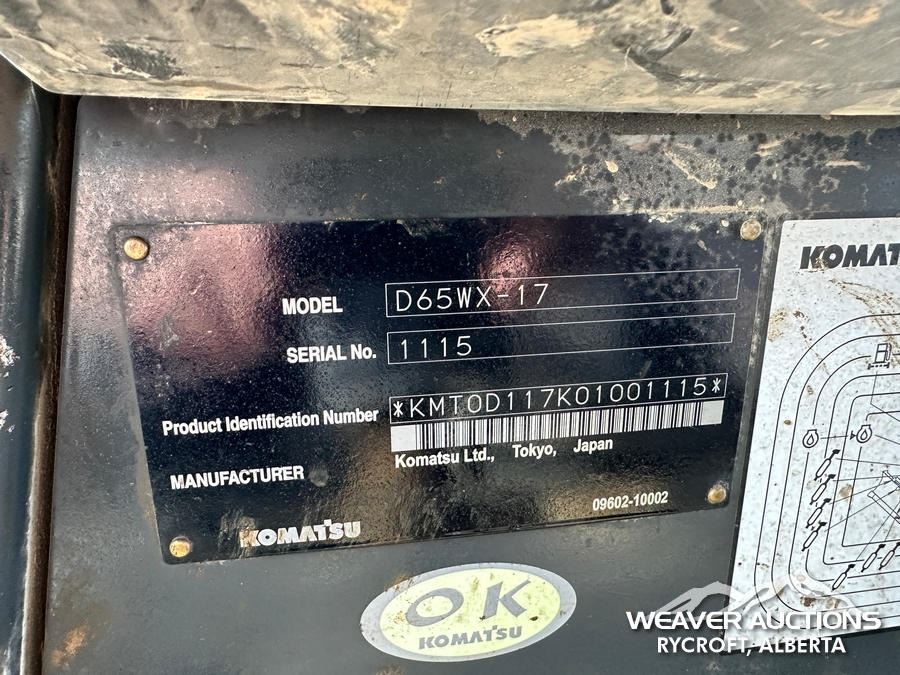 MODEL D65WX-17
SERIAL No. 1115
Product Identification Number *KMT0D117K01001115*
MANUFACTURER Komatsu Ltd., Tokyo, Japan
KOMATSU 09602-10002
OK
KOMATSU
KOMAT
WEAVER AUCTIONS
RYCROFT, ALBERTA